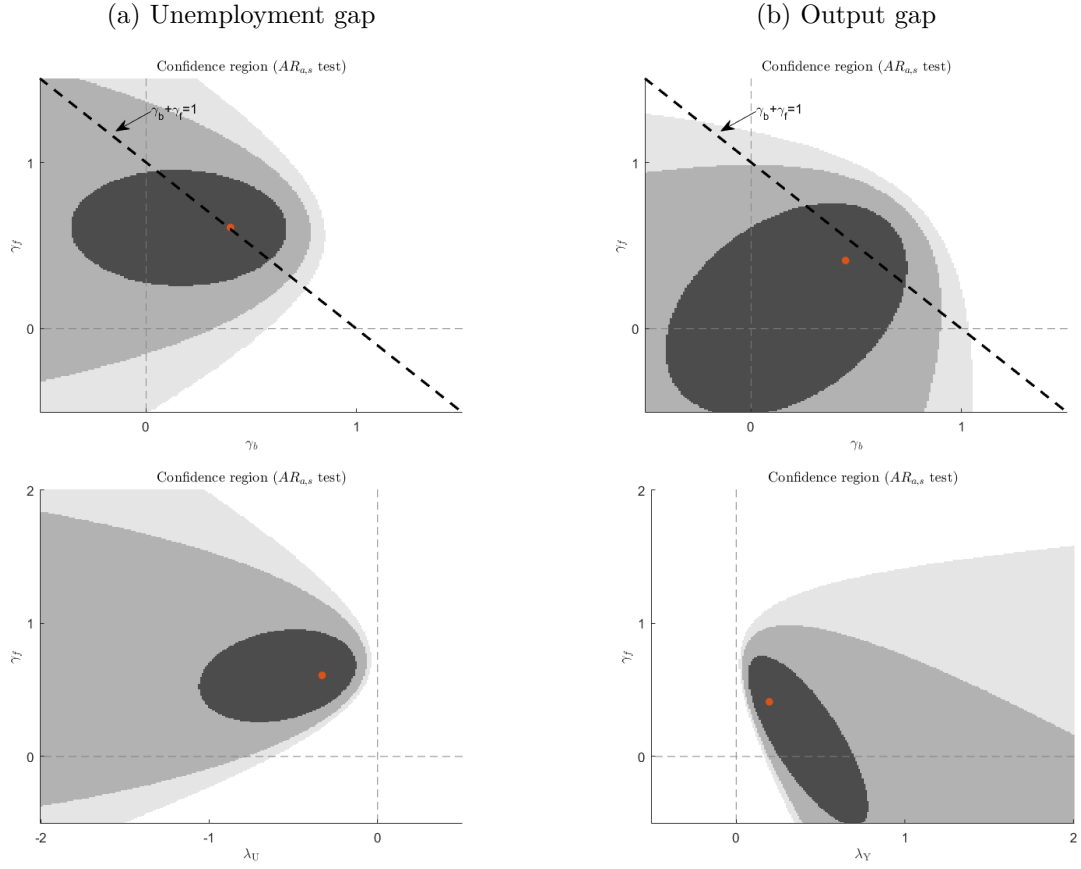 (a) Unemployment gap
(b) Output gap
Confidence region (AR_{a,s} test)
γ_b+γ_f=1
1
0
γ_f
0
1
γ_b
Confidence region (AR_{a,s} test)
γ_b+γ_f=1
1
0
γ_f
0
1
γ_b
Confidence region (AR_{a,s} test)
2
1
0
γ_f
-2
-1
0
λ_U
Confidence region (AR_{a,s} test)
2
1
0
γ_f
0
1
2
λ_Y